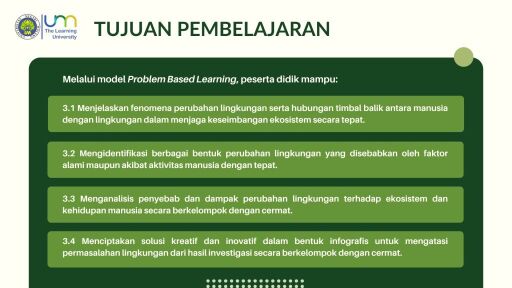 um
The Learning
University
TUJUAN PEMBELAJARAN
Melalui model Problem Based Learning, peserta didik mampu:
3.1 Menjelaskan fenomena perubahan lingkungan serta hubungan timbal balik antara manusia
dengan lingkungan dalam menjaga keseimbangan ekosistem secara tepat.
3.2 Mengidentifikasi berbagai bentuk perubahan lingkungan yang disebabkan oleh faktor
alami maupun akibat aktivitas manusia dengan tepat.
3.3 Menganalisis penyebab dan dampak perubahan lingkungan terhadap ekosistem dan
kehidupan manusia secara berkelompok dengan cermat.
3.4 Menciptakan solusi kreatif dan inovatif dalam bentuk infografis untuk mengatasi
permasalahan lingkungan dari hasil investigasi secara berkelompok dengan cermat.